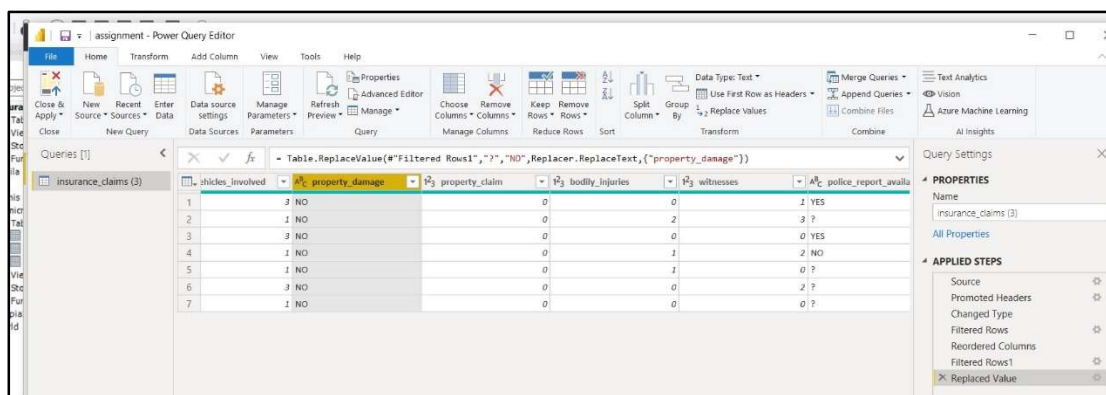 assignment - Power Query Editor
File Home Transform Add Column View Tools Help
Close & Apply
New Source
Recent Sources
Enter Data
Data source settings
Manage Parameters
Refresh Preview
Properties
Advanced Editor
Manage
Choose Columns
Remove Columns
Keep Rows
Remove Rows
Split Column
Group By
Data Type: Text
Use First Row as Headers
Replace Values
Merge Queries
Append Queries
Combine Files
Text Analytics
Vision
Azure Machine Learning
Close New Query Data Sources Parameters Query Manage Columns Reduce Rows Sort Transform Combine AI Insights
Queries [1]
insurance_claims (3)
= Table.ReplaceValue(#"Filtered Rows1","?","NO",Replacer.ReplaceText,{"property_damage"})
ehicles_involved property_damage property_claim bodily_injuries witnesses police_report_availa
1 3 NO 0 0 1 YES
2 1 NO 0 2 3 ?
3 3 NO 0 0 0 YES
4 1 NO 0 1 2 NO
5 1 NO 0 1 0 ?
6 3 NO 0 0 2 ?
7 1 NO 0 0 0 ?
Query Settings
PROPERTIES
Name
insurance_claims (3)
All Properties
APPLIED STEPS
Source
Promoted Headers
Changed Type
Filtered Rows
Reordered Columns
Filtered Rows1
Replaced Value